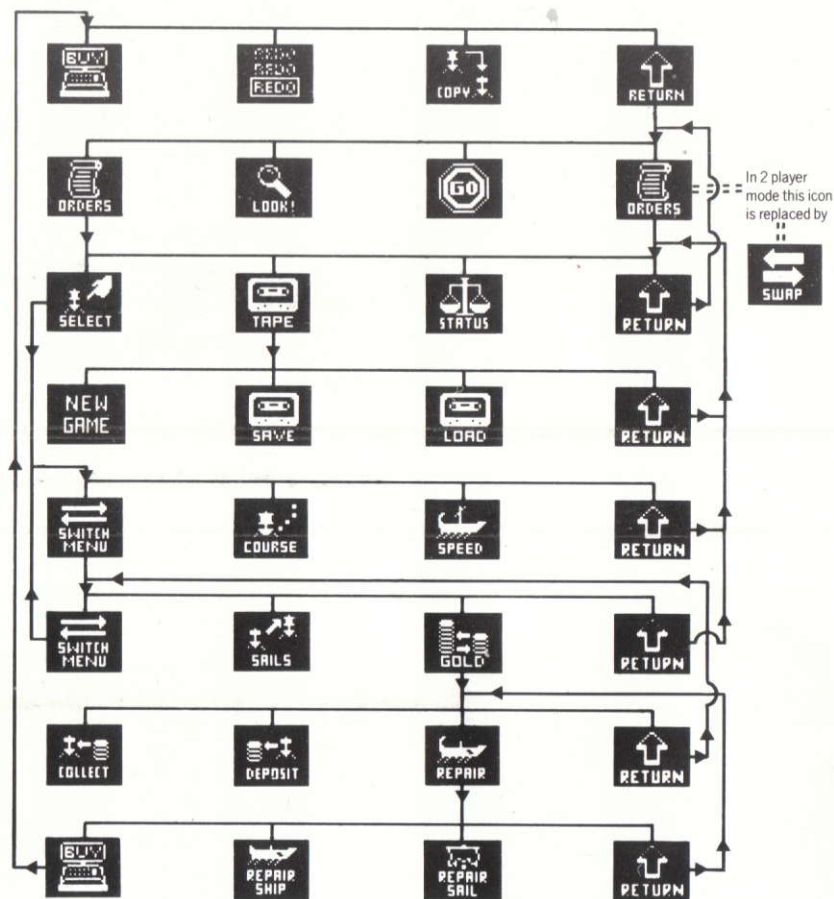 BUY
REDO
REDO
REDO
COPY
RETURN
ORDERS
LOOK!
GO
ORDERS
In 2 player
mode this icon
is replaced by
SWAP
SELECT
TAPE
STATUS
RETURN
NEW
GAME
SAVE
LOAD
RETURN
SWITCH
MENU
COURSE
SPEED
RETURN
SWITCH
MENU
SAILS
GOLD
RETURN
COLLECT
DEPOSIT
REPAIR
RETURN
BUY
REPAIR
SHIP
REPAIR
SAIL
RETURN